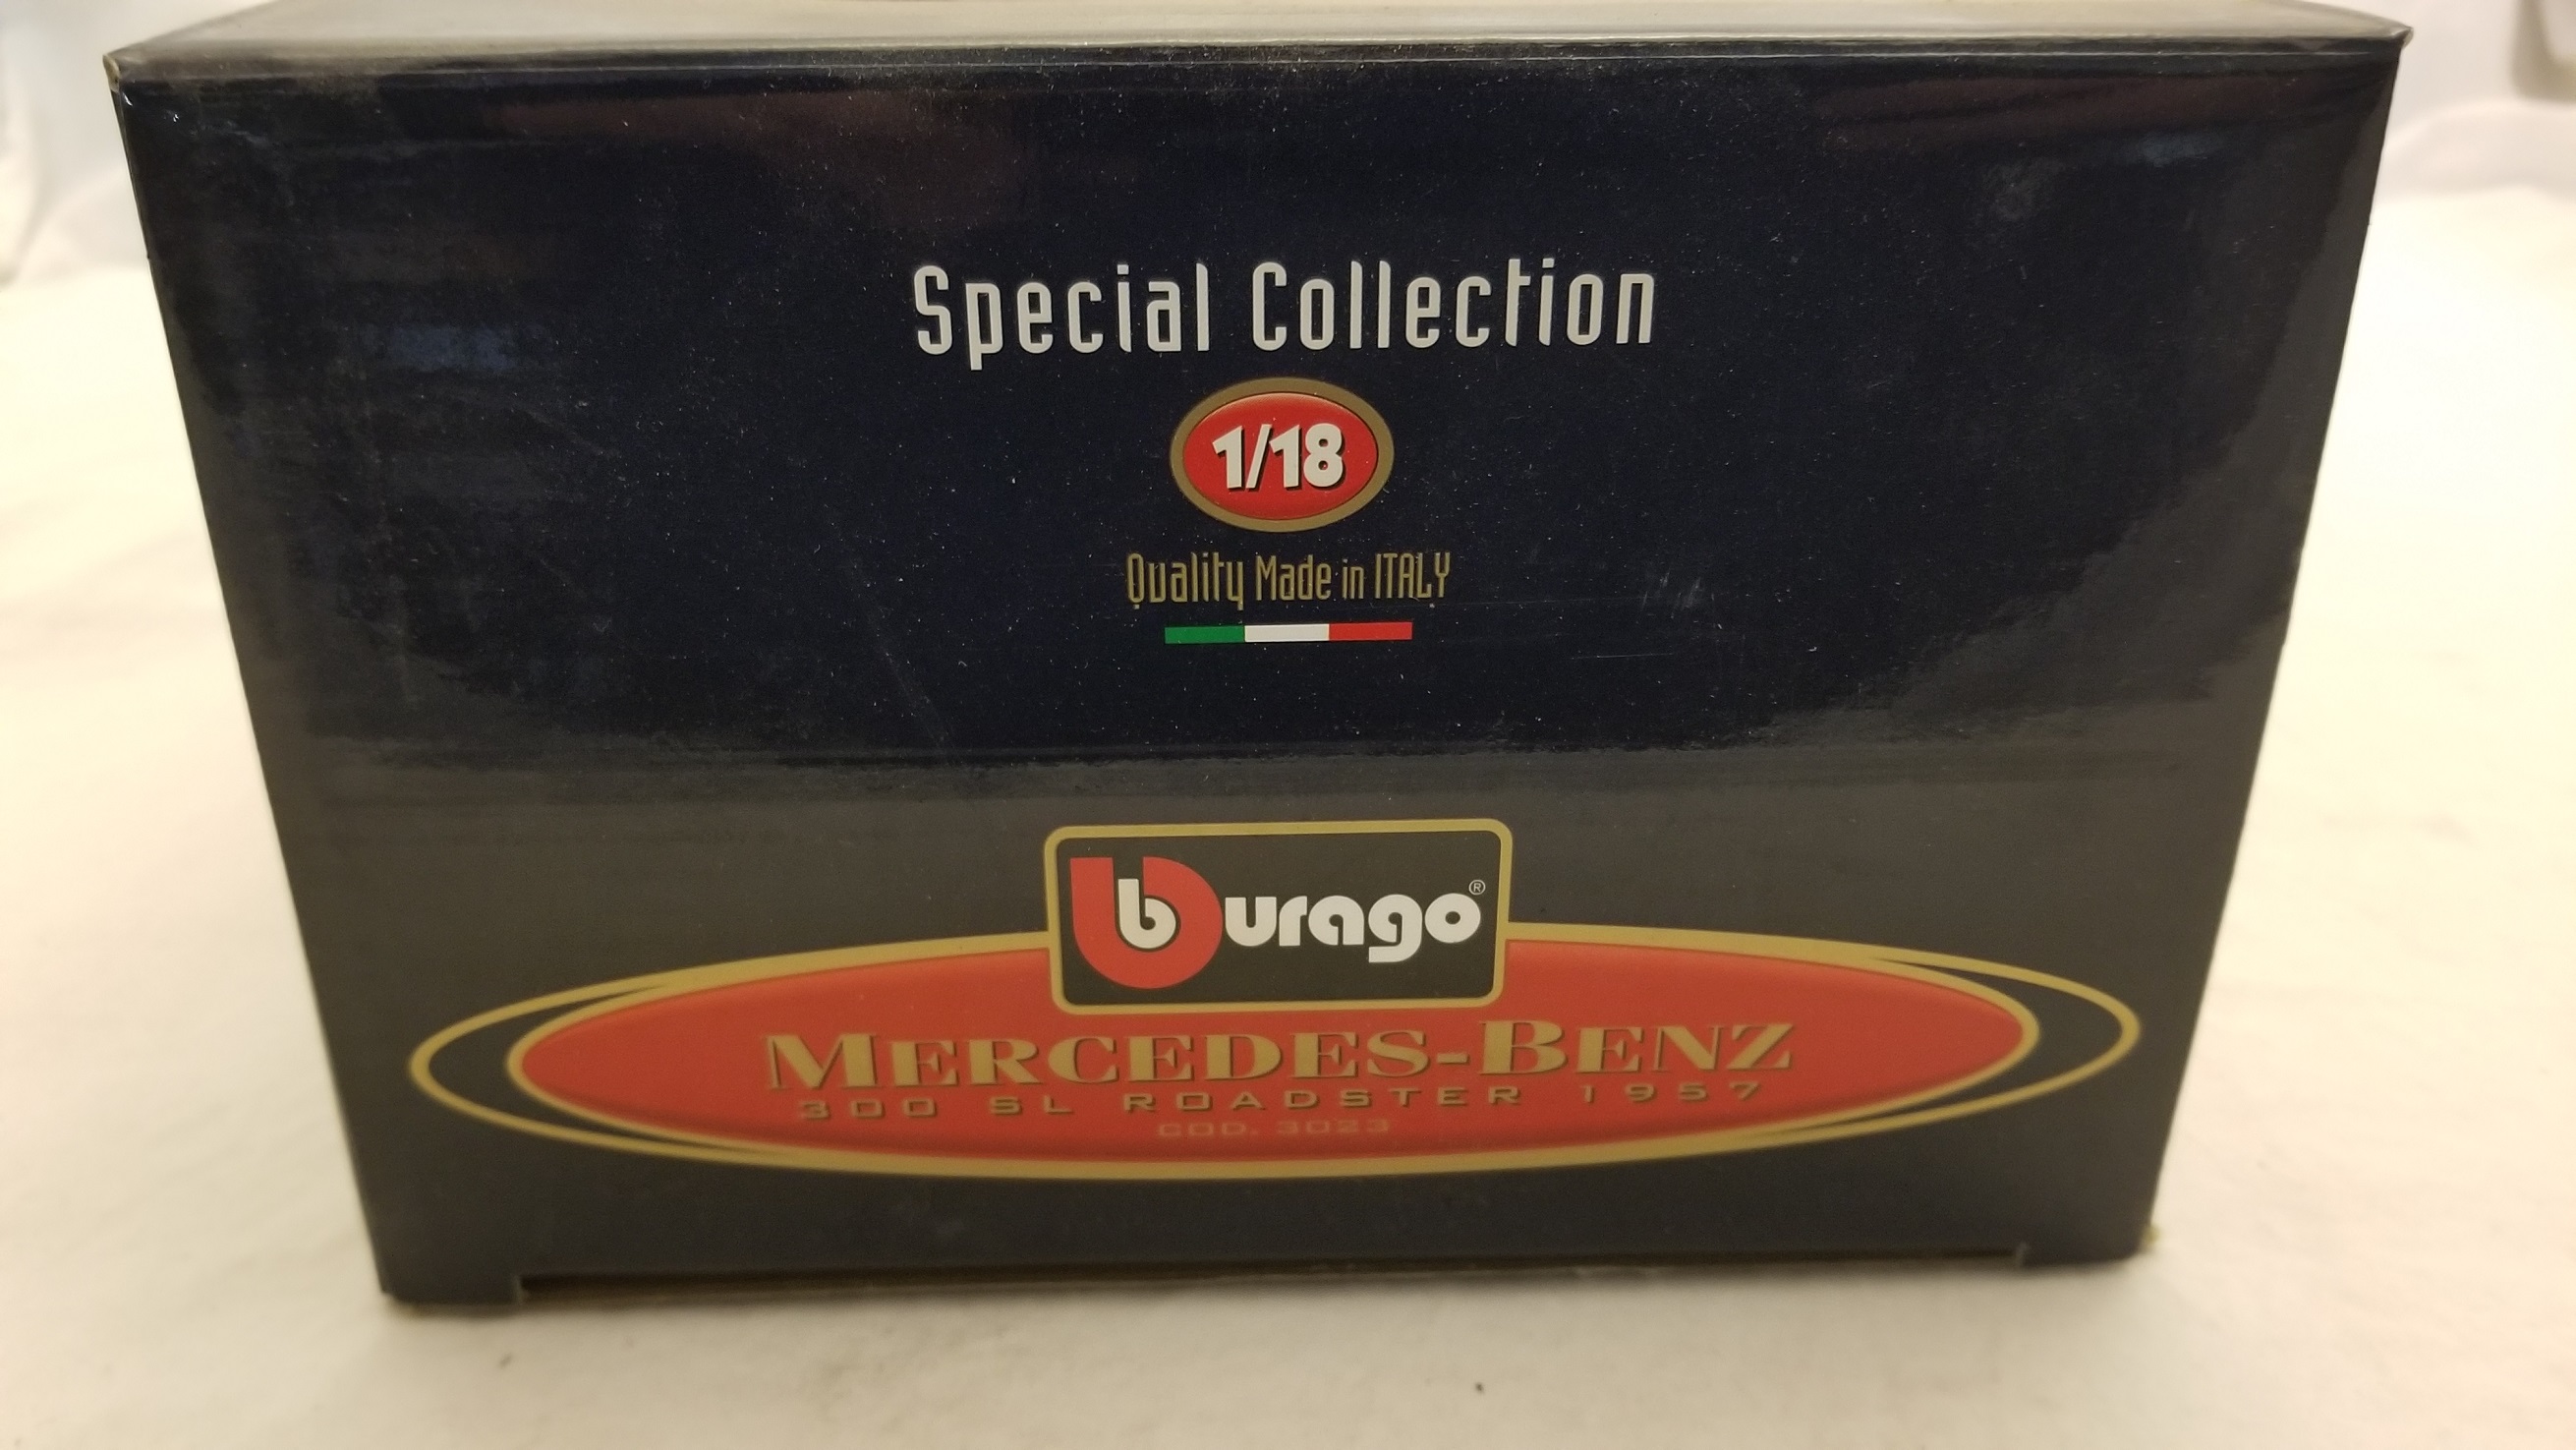 Special Collection
1/18
Quality Made in ITALY
burago®
MERCEDES-BENZ
300 SL ROADSTER 1957
COD. 3023